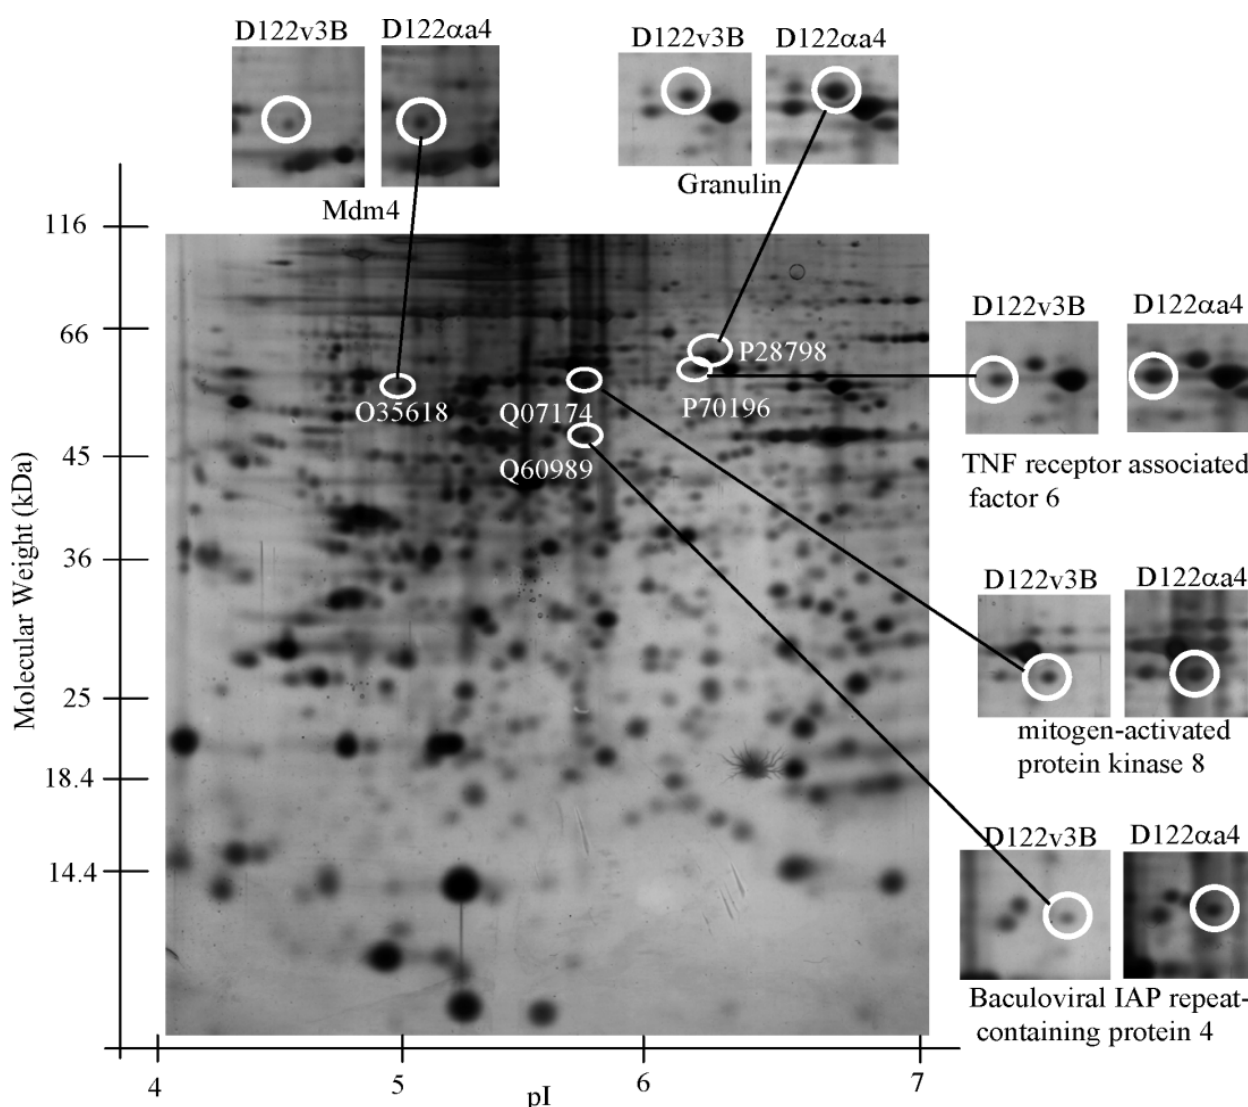 D122v3B D122αa4
D122v3B D122αa4
Mdm4
Granulin
116
66
45
36
25
18.4
14.4
Molecular Weight (kDa)
O35618
Q07174
Q60989
P28798
P70196
D122v3B D122αa4
TNF receptor associated
factor 6
D122v3B D122αa4
mitogen-activated
protein kinase 8
D122v3B D122αa4
Baculoviral IAP repeat-
containing protein 4
4 5 6 7
pI